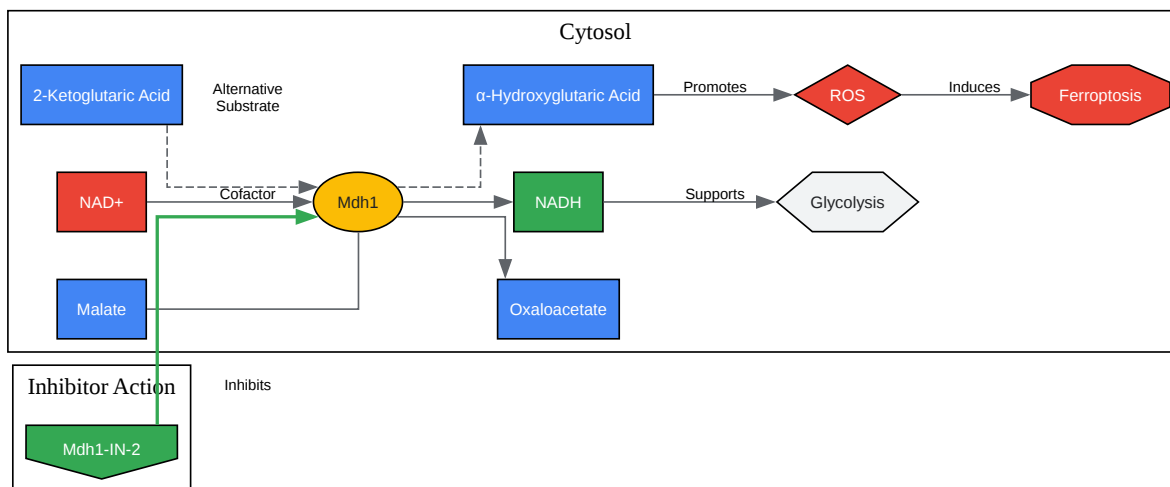 Cytosol
2-Ketoglutaric Acid
Alternative
Substrate
α-Hydroxyglutaric Acid
Promotes
ROS
Induces
Ferroptosis
NAD+
Cofactor
Mdh1
NADH
Supports
Glycolysis
Malate
Oxaloacetate
Inhibitor Action
Inhibits
Mdh1-IN-2